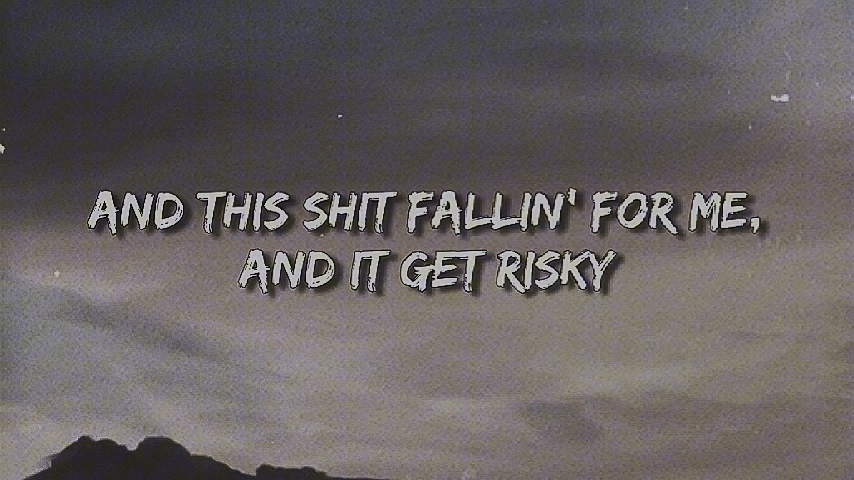 AND THIS SHIT FALLIN' FOR ME,
AND IT GET RISKY